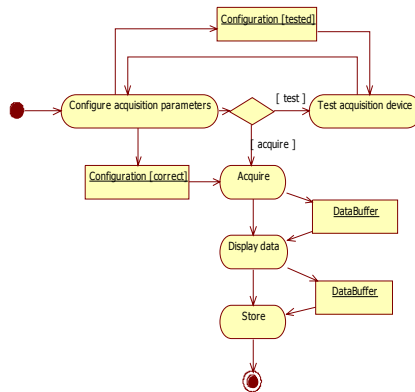 Configuration [tested]
Configure acquisition parameters
[ test ]
Test acquisition device
[ acquire ]
Configuration [correct]
Acquire
DataBuffer
Display data
DataBuffer
Store